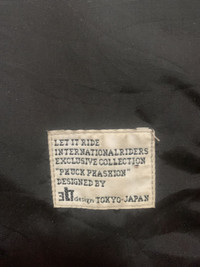 LET IT RIDE
INTERNATIONALRIDERS
EXCLUSIVE COLLECTION
"PHUCK PHASHION"
DESIGNED BY
design TOKYO-JAPAN